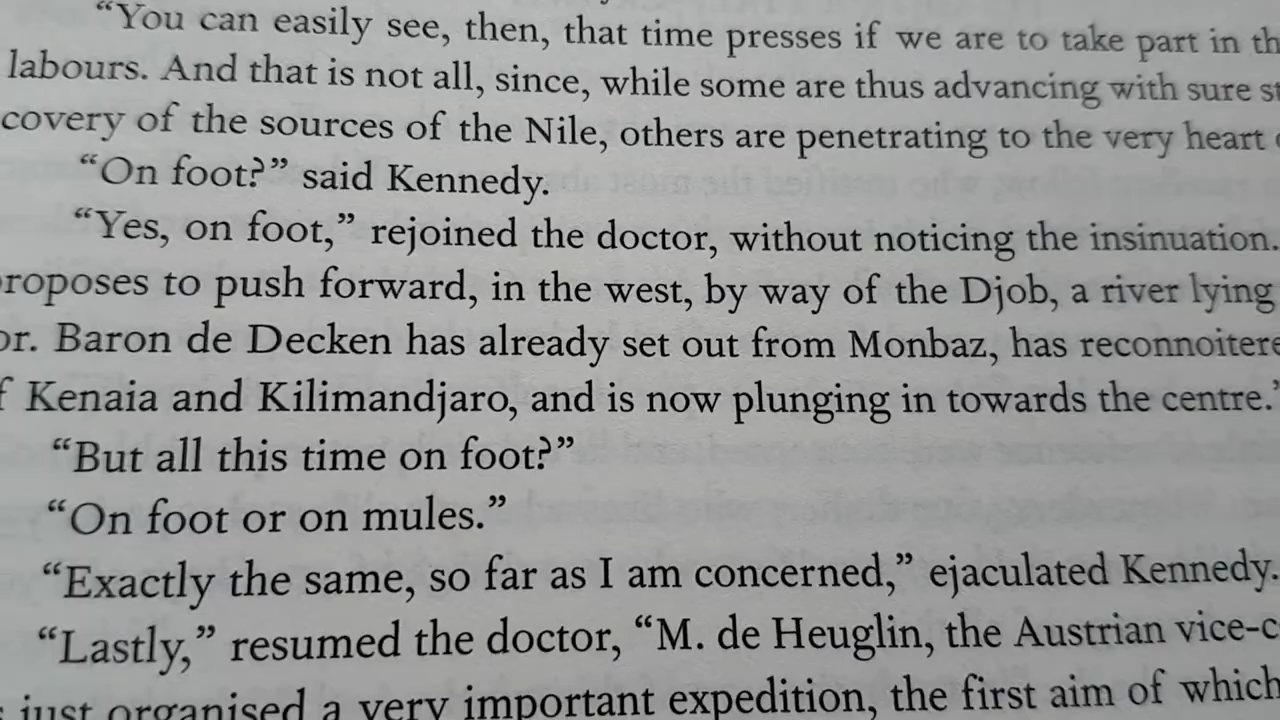 “You can easily see, then, that time presses if we are to take part in th
labours. And that is not all, since, while some are thus advancing with sure st
covery of the sources of the Nile, others are penetrating to the very heart
“On foot?” said Kennedy.
“Yes, on foot,” rejoined the doctor, without noticing the insinuation.
roposes to push forward, in the west, by way of the Djob, a river lying
or. Baron de Decken has already set out from Monbaz, has reconnoitere
f Kenaia and Kilimandjaro, and is now plunging in towards the centre.’
“But all this time on foot?”
“On foot or on mules.”
“Exactly the same, so far as I am concerned,” ejaculated Kennedy.
“Lastly,” resumed the doctor, “M. de Heuglin, the Austrian vice-c
just organised a very important expedition, the first aim of which